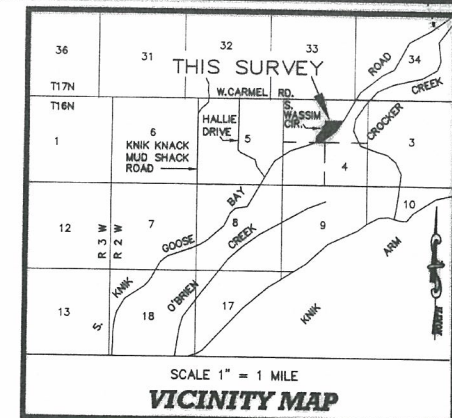 36 31 32 33 34
THIS SURVEY
ROAD
CREEK
T17N
W.CARMEL RD.
T16N
S.
WASSIM
CIR.
HALLIE
DRIVE
CROCKER
1 6 5 4 3
KNIK KNACK
MUD SHACK
ROAD
BAY
GOOSE
KNIK
S.
12 7 8 9 10
R 3 W
R 2 W
O'BRIEN
CREEK
KNIK
ARM
13 18 17
NORTH
SCALE 1" = 1 MILE
VICINITY MAP